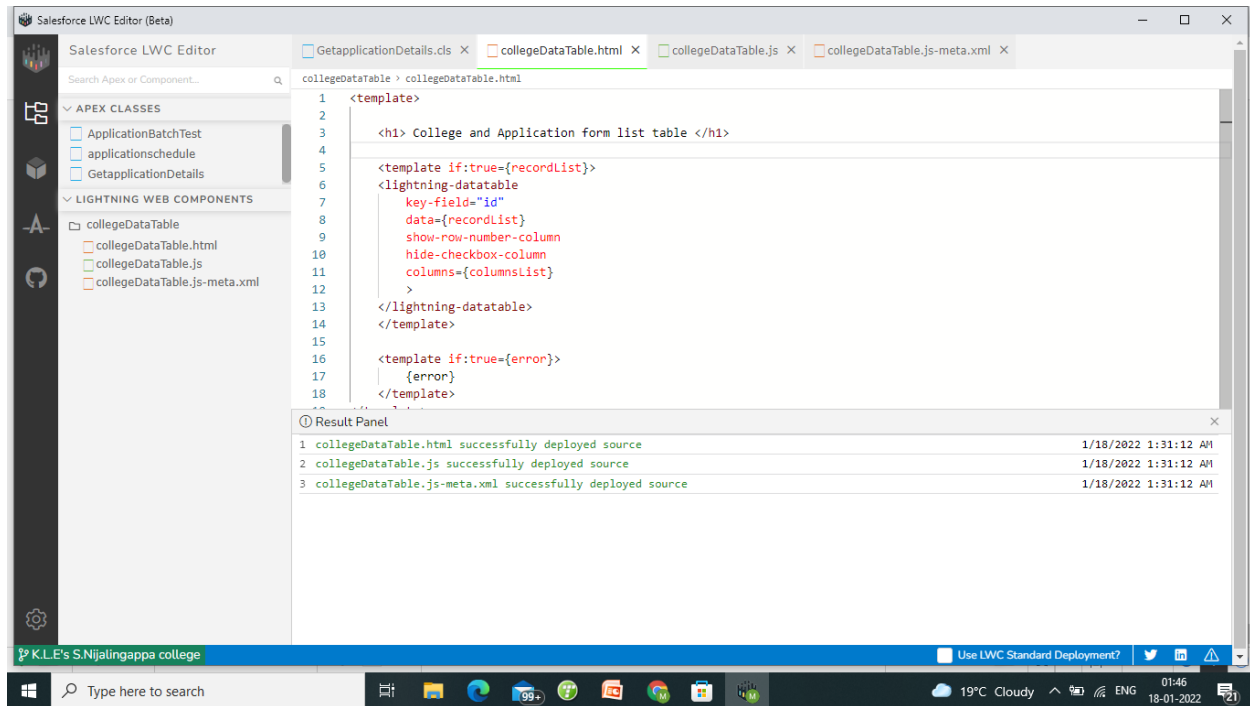 Salesforce LWC Editor (Beta)
Salesforce LWC Editor
GetapplicationDetails.cls
collegeDataTable.html
collegeDataTable.js
collegeDataTable.js-meta.xml
Search Apex or Component...
collegeDataTable > collegeDataTable.html
APEX CLASSES
ApplicationBatchTest
applicationschedule
GetapplicationDetails
LIGHTNING WEB COMPONENTS
collegeDataTable
collegeDataTable.html
collegeDataTable.js
collegeDataTable.js-meta.xml
1 <template>
2
3 <h1> College and Application form list table </h1>
4
5 <template if:true={recordList}>
6 <lightning-datatable
7 key-field="id"
8 data={recordList}
9 show-row-number-column
10 hide-checkbox-column
11 columns={columnsList}
12 >
13 </lightning-datatable>
14 </template>
15
16 <template if:true={error}>
17 {error}
18 </template>
Result Panel
1 collegeDataTable.html successfully deployed source 1/18/2022 1:31:12 AM
2 collegeDataTable.js successfully deployed source 1/18/2022 1:31:12 AM
3 collegeDataTable.js-meta.xml successfully deployed source 1/18/2022 1:31:12 AM
K.L.E's S.Nijalingappa college
Use LWC Standard Deployment?
Type here to search
99+
19°C Cloudy
ENG
01:46
18-01-2022
21